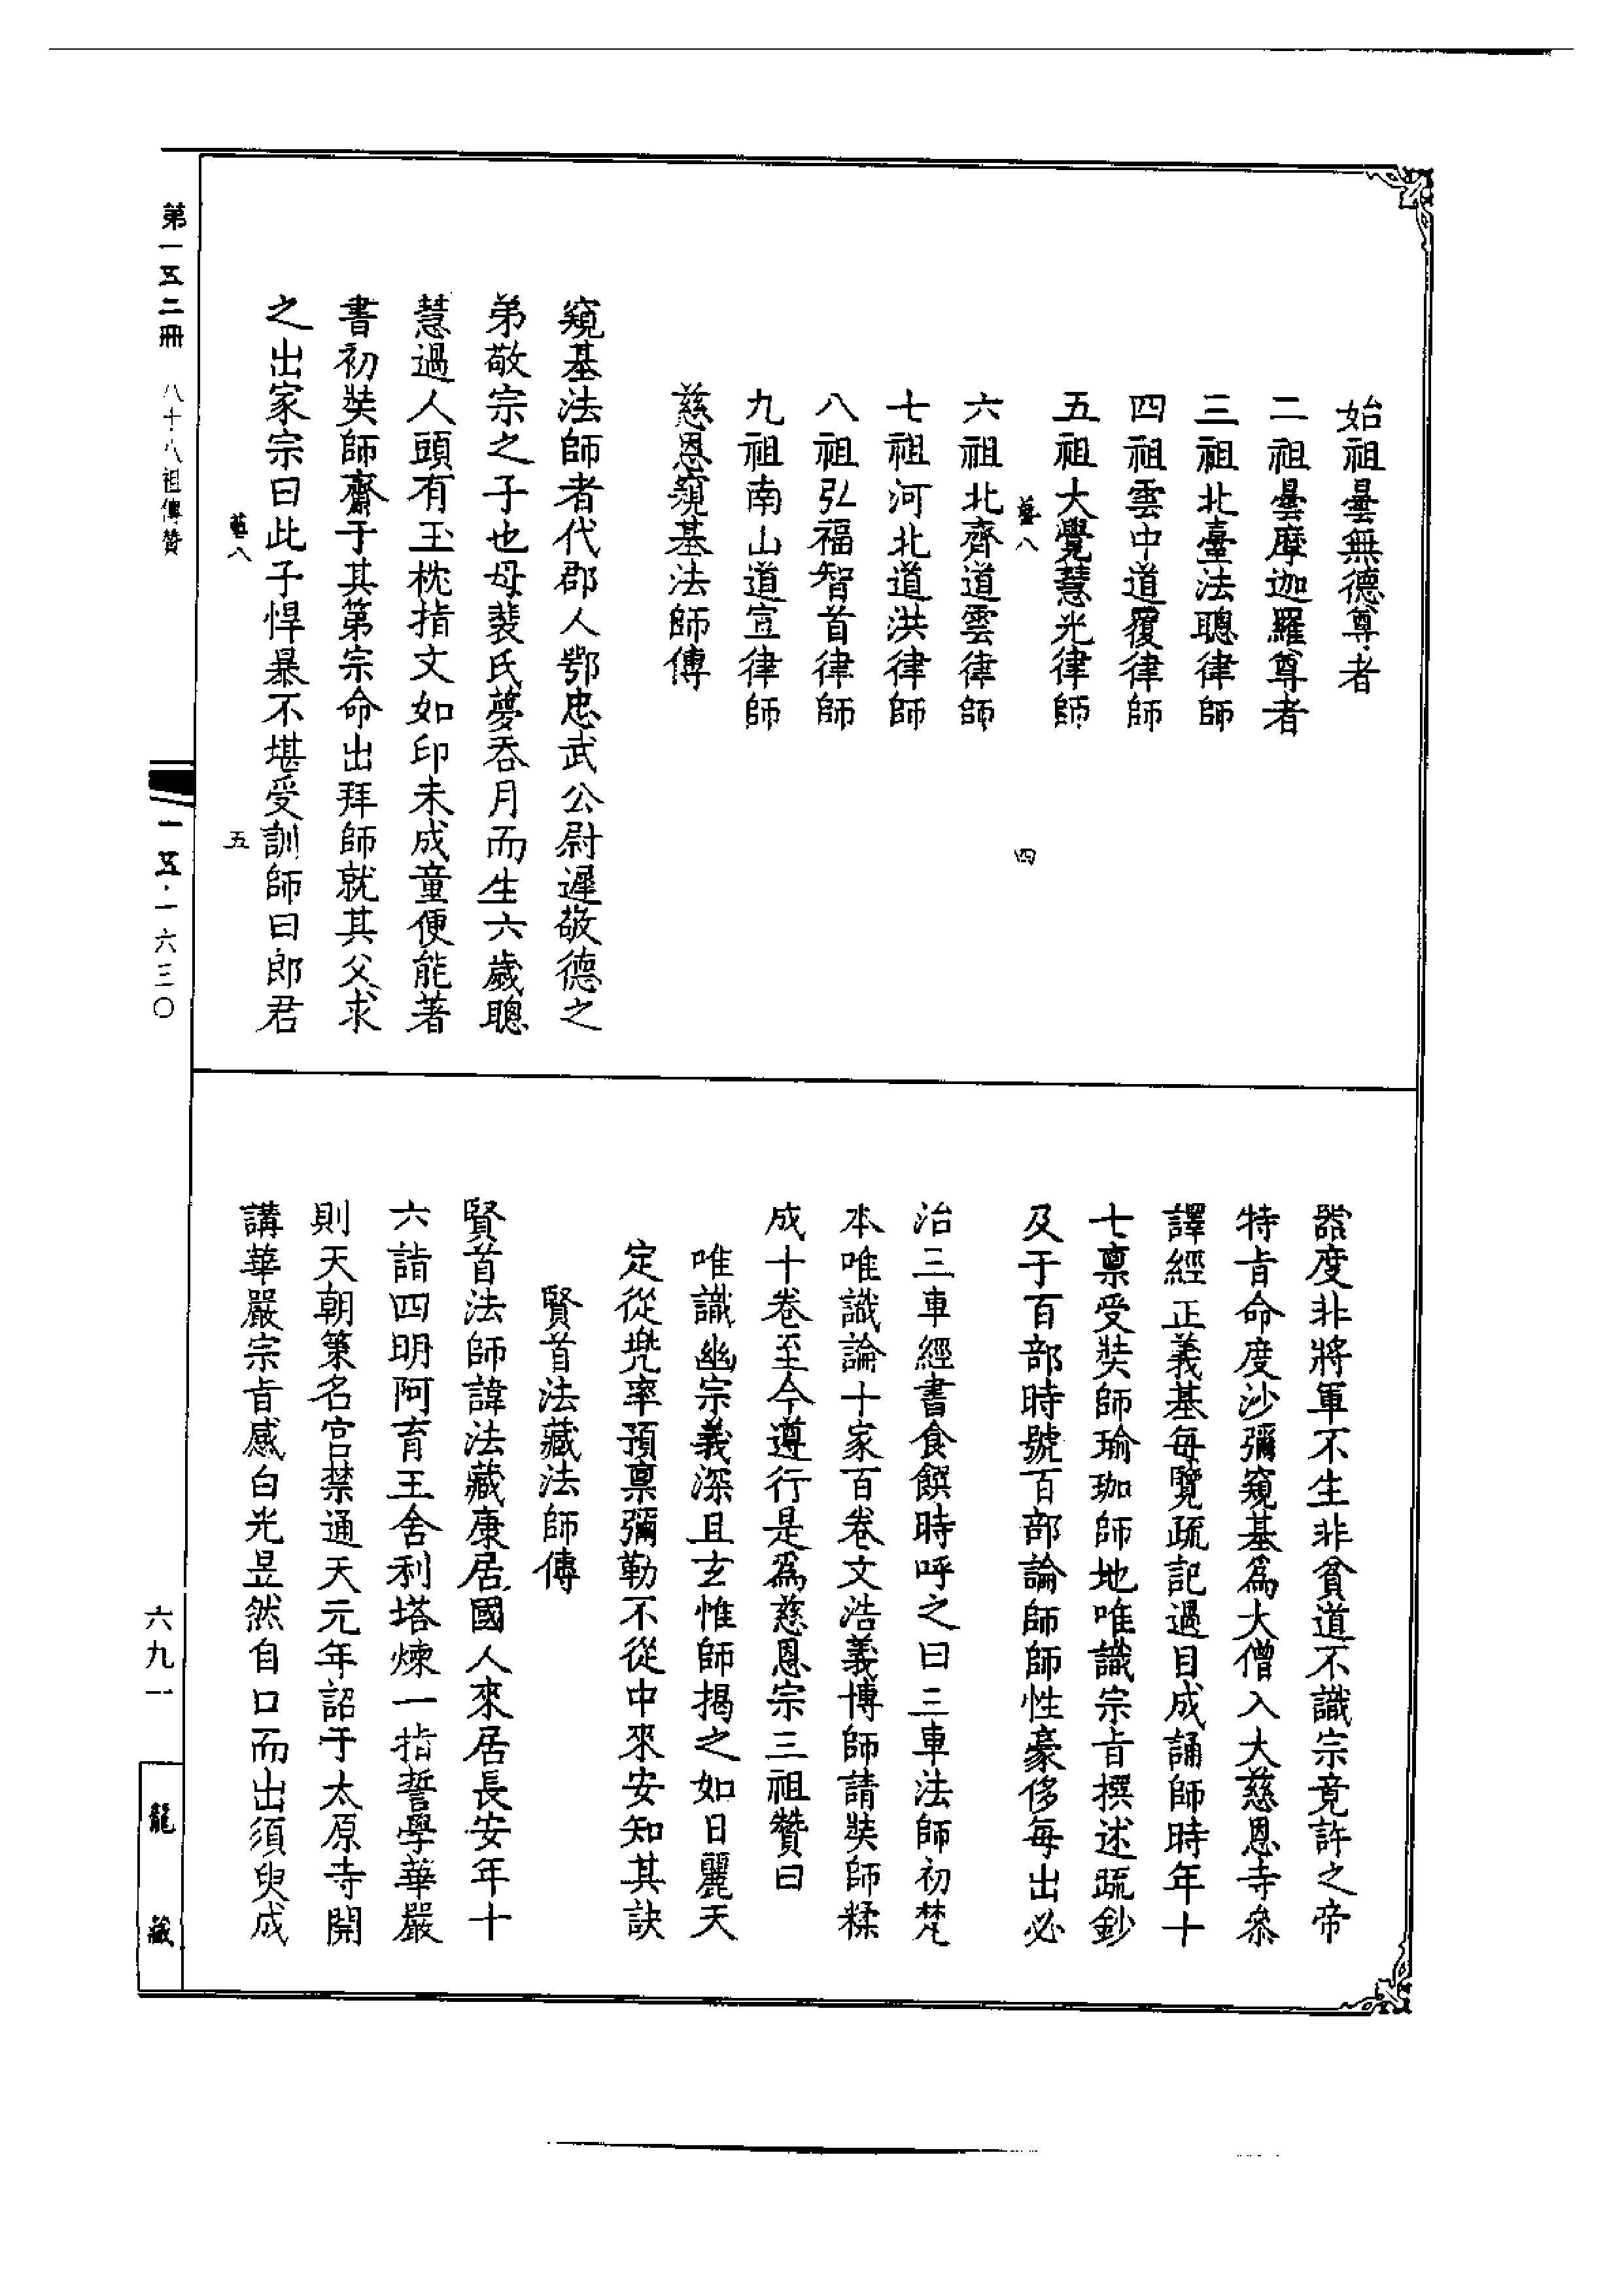 始祖曇無德尊者
二祖曇摩迦羅尊者
三祖北臺法聰律師
四祖雲中道覆律師
五祖大覺慧光律師
藝八 四
六祖北齊道雲律師
七祖河北道洪律師
八祖弘福智首律師
九祖南山道宣律師
慈恩窺基法師傳
窺基法師者代郡人鄂忠武公尉遲敬德之
弟敬宗之子也母裴氏夢吞月而生六歲聰
慧過人頭有玉枕指文如印未成童便能著
書初奘師齋于其第宗命出拜師就其父求
之出家宗曰此子悍暴不堪受訓師曰郎君
藝八 五
器度非將軍不生非貧道不識宗竟許之帝
特旨命度沙彌窺基為大僧入大慈恩寺叅
譯經正義基每覽疏記過目成誦師時年十
七稟受奘師瑜珈師地唯識宗旨撰述疏鈔
及于百部時號百部論師師性豪侈每出必
治三車經書食饌時呼之曰三車法師初梵
本唯識論十家百卷文浩義博師請奘師糅
成十卷至今遵行是為慈恩宗三祖贊曰
唯識幽宗義深且玄惟師揭之如日麗天
定從兜率預稟彌勒不從中來安知其訣
賢首法藏法師傳
賢首法師諱法藏康居國人來居長安年十
六詣四明阿育王舍利塔煉一指誓學華嚴
則天朝策名宮禁通天元年詔于太原寺開
講華嚴宗旨感白光昱然自口而出須臾成
第一五二冊 八十八祖傳贊 一五·一六三〇 六九一 龍藏